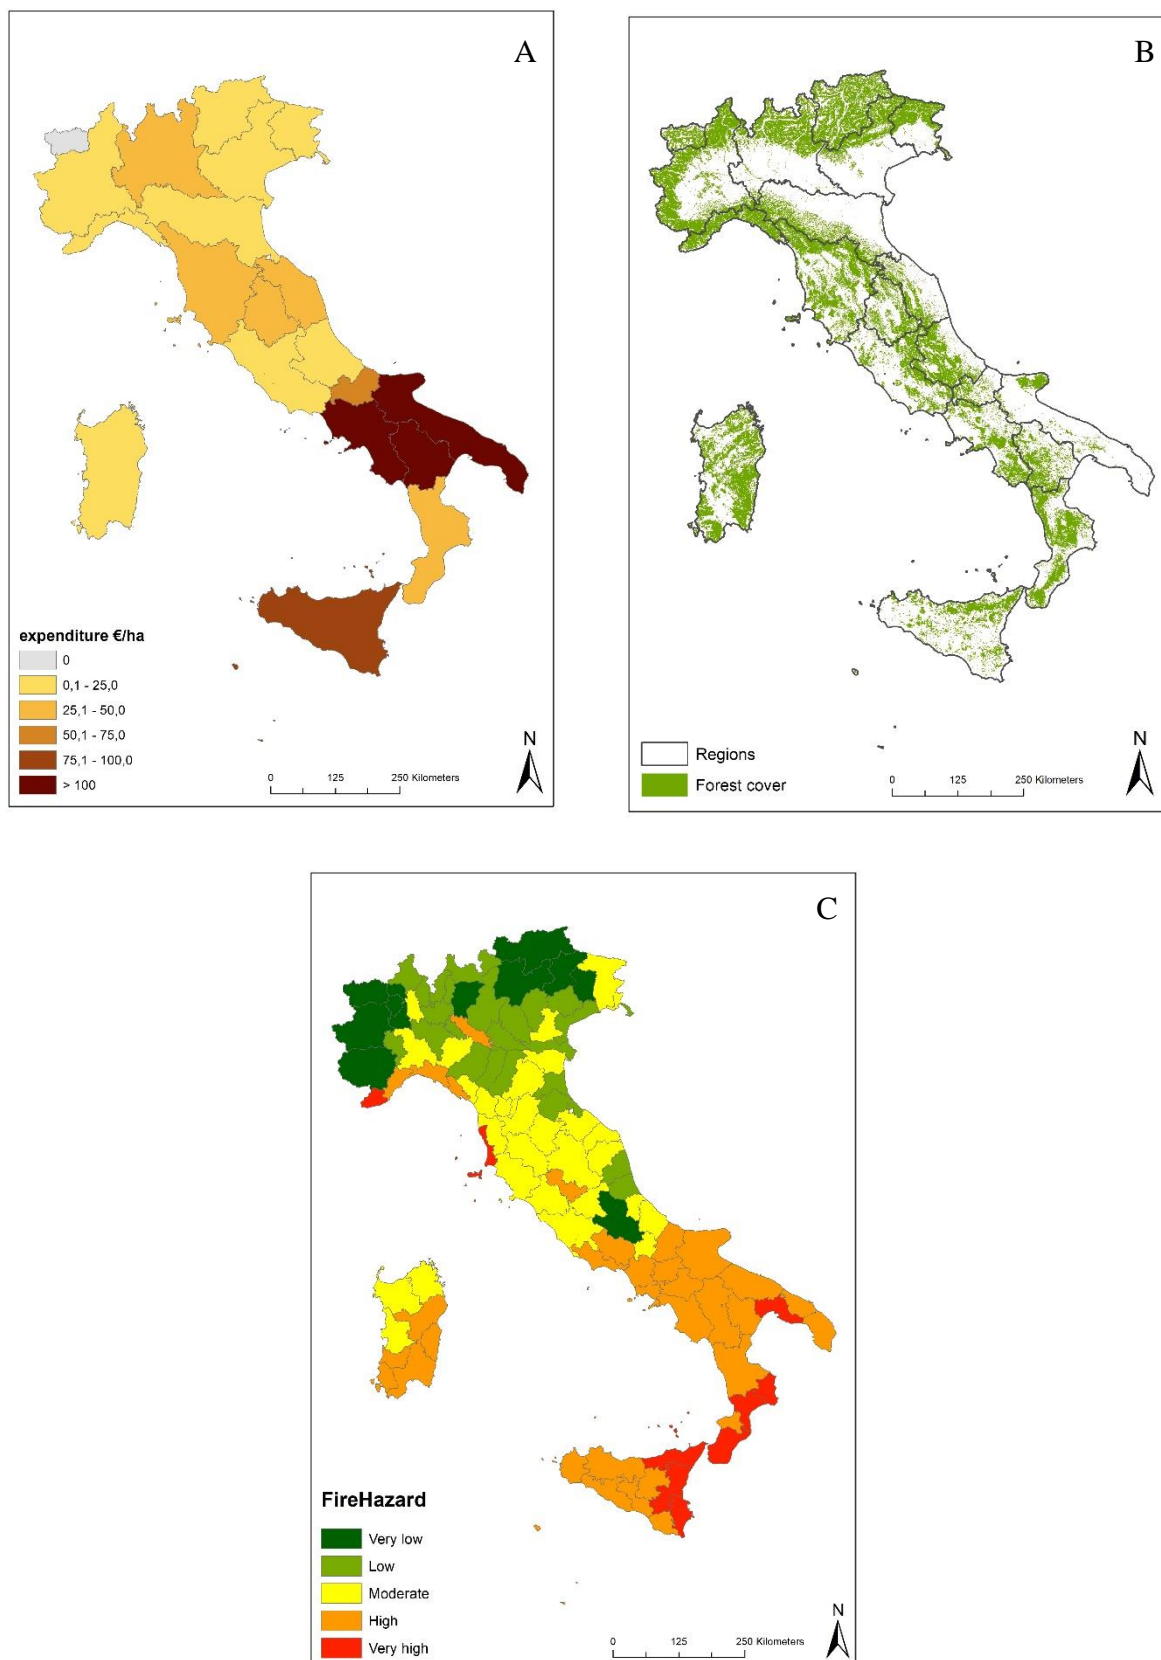 A
expenditure €/ha
0
0,1 - 25,0
25,1 - 50,0
50,1 - 75,0
75,1 - 100,0
> 100
0 125 250 Kilometers
N
B
Regions
Forest cover
0 125 250 Kilometers
N
C
FireHazard
Very low
Low
Moderate
High
Very high
0 125 250 Kilometers
N